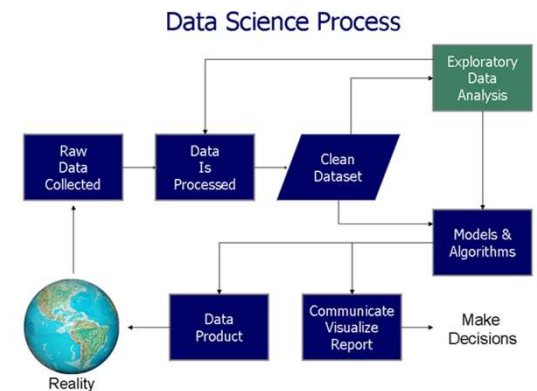 Data Science Process
Exploratory
Data
Analysis
Raw
Data
Collected
Data
Is
Processed
Clean
Dataset
Models &
Algorithms
Data
Product
Communicate
Visualize
Report
Make
Decisions
Reality